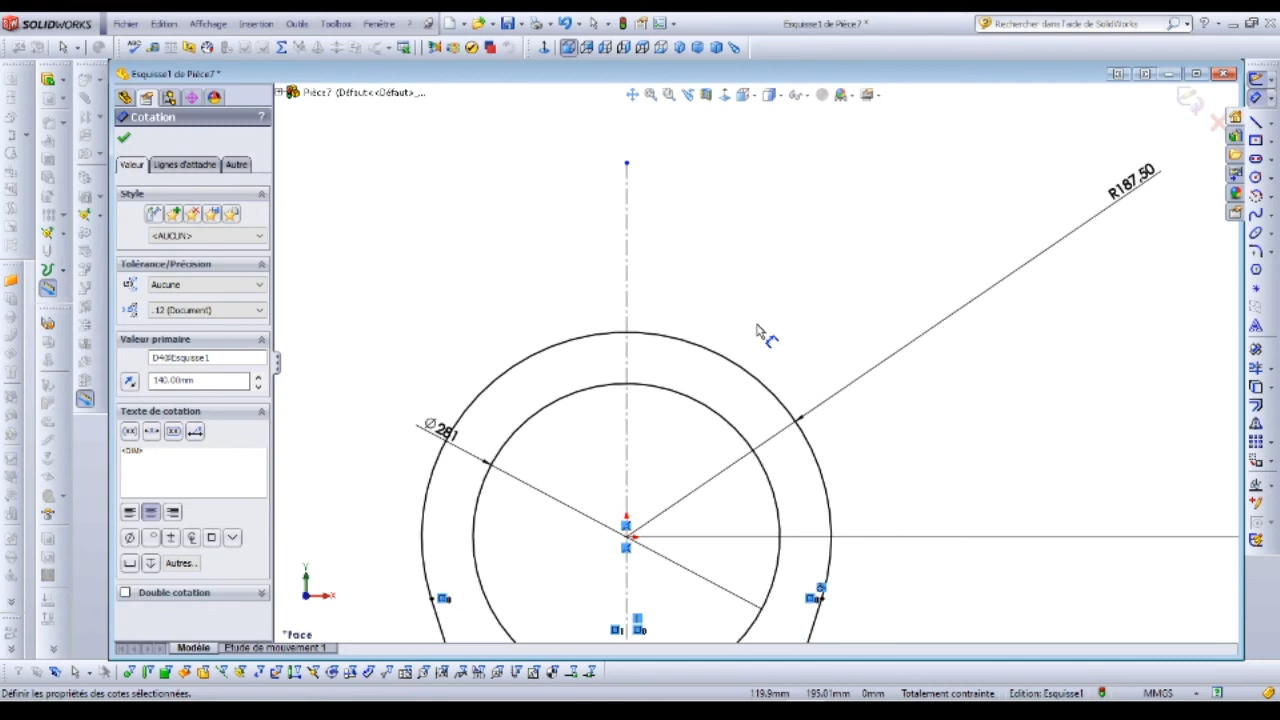 SOLIDWORKS
Fichier Edition Affichage Insertion Outils Toolbox Fenêtre ?
Esquisse1 de Pièce7 *
Rechercher dans l'aide de SolidWorks
Esquisse1 de Pièce7 *
Pièce7 (Défaut<<Défaut>_...
Cotation ?
Valeur Lignes d'attache Autre
Style
<AUCUN>
Tolérance/Précision
Aucune
.12 (Document)
Valeur primaire
D4@Esquisse1
140.00mm
Texte de cotation
<DIM>
Autres...
Double cotation
R187,50
∅281
Y
X
*Face
Modèle Etude de mouvement 1
Définir les propriétés des cotes sélectionnées.
119.9mm 195.01mm 0mm Totalement contrainte Edition: Esquisse1 MMGS